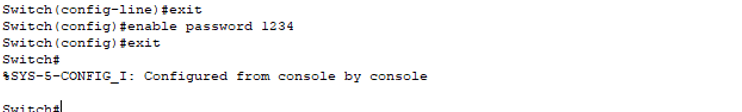 Switch(config-line)#exit
Switch(config)#enable password 1234
Switch(config)#exit
Switch#
%SYS-5-CONFIG_I: Configured from console by console
Switch#